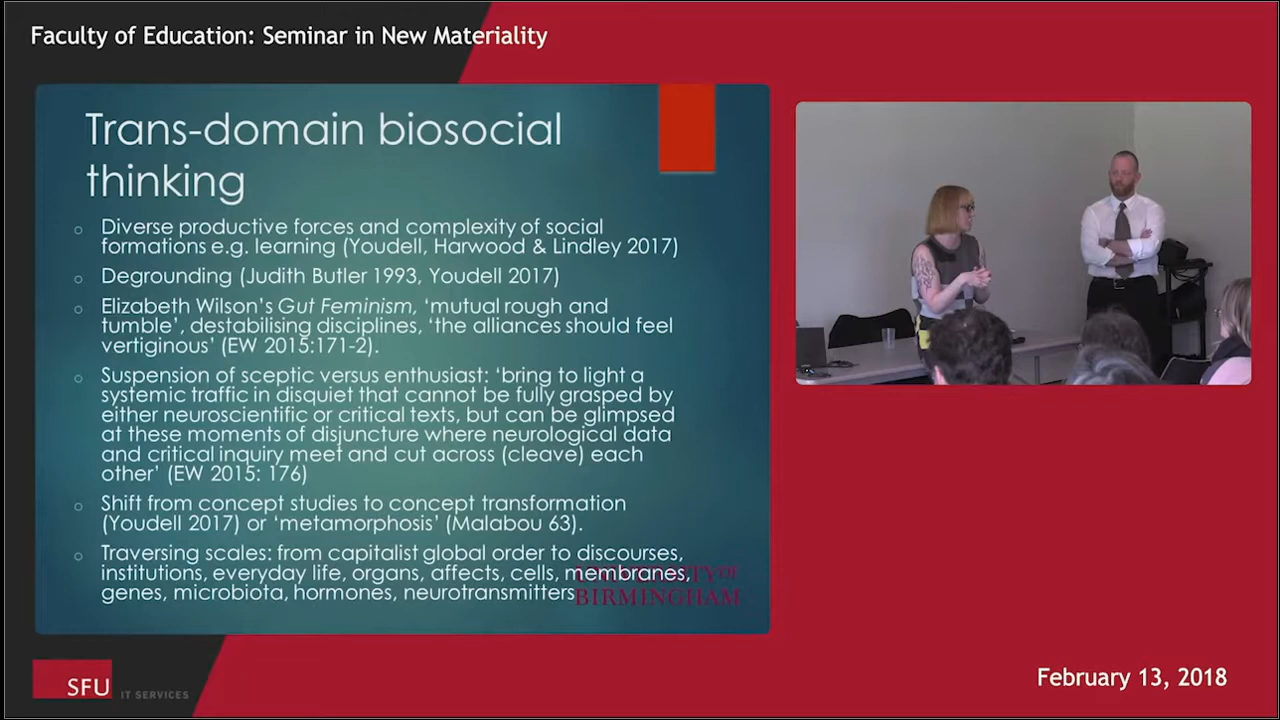 Faculty of Education: Seminar in New Materiality
Trans-domain biosocial
thinking
Diverse productive forces and complexity of social
formations e.g. learning (Youdell, Harwood & Lindley 2017)
Degrounding (Judith Butler 1993, Youdell 2017)
Elizabeth Wilson's Gut Feminism, 'mutual rough and
tumble', destabilising disciplines, 'the alliances should feel
vertiginous' (EW 2015:171-2).
Suspension of sceptic versus enthusiast: 'bring to light a
systemic traffic in disquiet that cannot be fully grasped by
either neuroscientific or critical texts, but can be glimpsed
at these moments of disjuncture where neurological data
and critical inquiry meet and cut across (cleave) each
other' (EW 2015: 176)
Shift from concept studies to concept transformation
(Youdell 2017) or 'metamorphosis' (Malabou 63).
Traversing scales: from capitalist global order to discourses,
institutions, everyday life, organs, affects, cells, membranes,
genes, microbiota, hormones, neurotransmitters
UNIVERSITY OF
BIRMINGHAM
SFU IT SERVICES
February 13, 2018